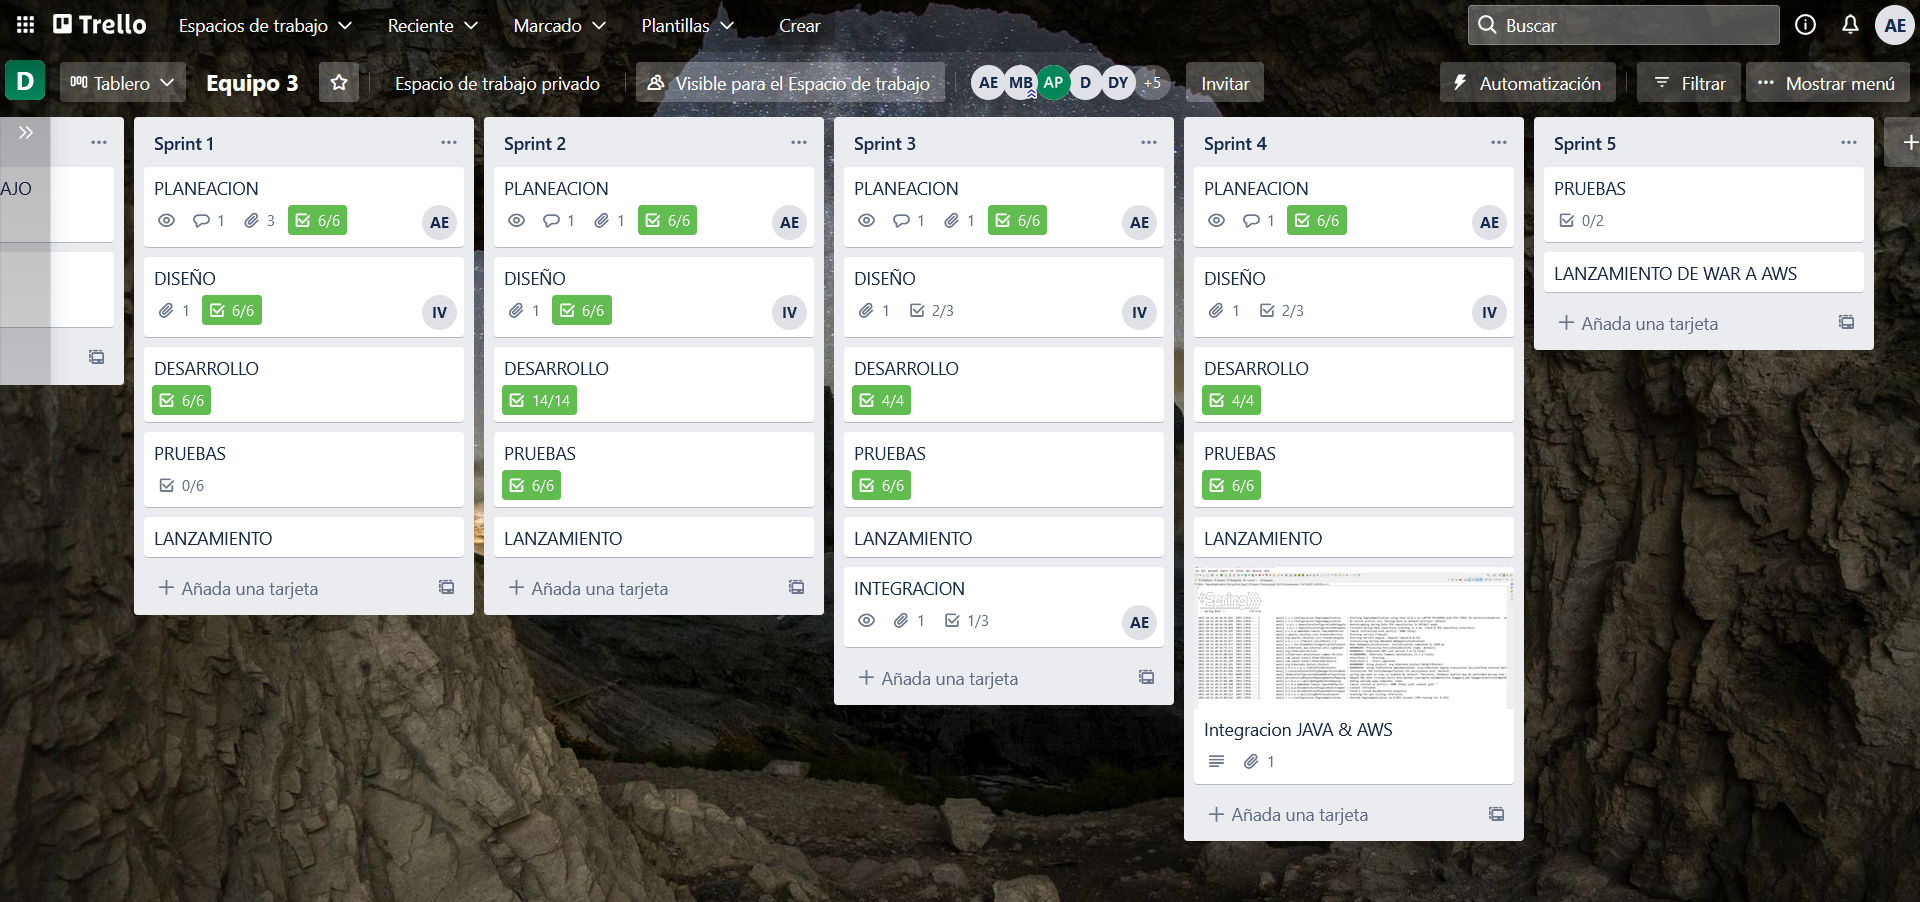 Trello
Espacios de trabajo
Reciente
Marcado
Plantillas
Crear
Buscar
AE
D
Tablero
Equipo 3
Espacio de trabajo privado
Visible para el Espacio de trabajo
AE MB AP D DY +5
Invitar
Automatización
Filtrar
Mostrar menú
AJO
Sprint 1
PLANEACION
1 3 6/6
AE
DISEÑO
1 6/6
IV
DESARROLLO
6/6
PRUEBAS
0/6
LANZAMIENTO
Añada una tarjeta
Sprint 2
PLANEACION
1 1 6/6
AE
DISEÑO
1 6/6
IV
DESARROLLO
14/14
PRUEBAS
6/6
LANZAMIENTO
Añada una tarjeta
Sprint 3
PLANEACION
1 1 6/6
AE
DISEÑO
1 2/3
IV
DESARROLLO
4/4
PRUEBAS
6/6
LANZAMIENTO
INTEGRACION
1 1/3
AE
Añada una tarjeta
Sprint 4
PLANEACION
1 6/6
AE
DISEÑO
1 2/3
IV
DESARROLLO
4/4
PRUEBAS
6/6
LANZAMIENTO
Spring
Integracion JAVA & AWS
1
Añada una tarjeta
Sprint 5
PRUEBAS
0/2
LANZAMIENTO DE WAR A AWS
Añada una tarjeta